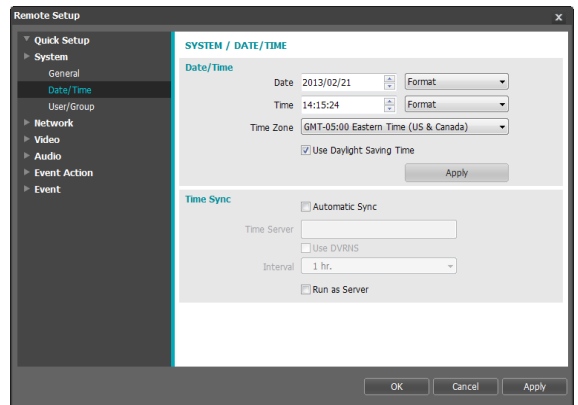 Remote Setup
x
Quick Setup
System
General
Date/Time
User/Group
Network
Video
Audio
Event Action
Event
SYSTEM / DATE/TIME
Date/Time
Date 2013/02/21 Format
Time 14:15:24 Format
Time Zone GMT-05:00 Eastern Time (US & Canada)
Use Daylight Saving Time
Apply
Time Sync
Automatic Sync
Time Server
Use DVRNS
Interval 1 hr.
Run as Server
OK Cancel Apply